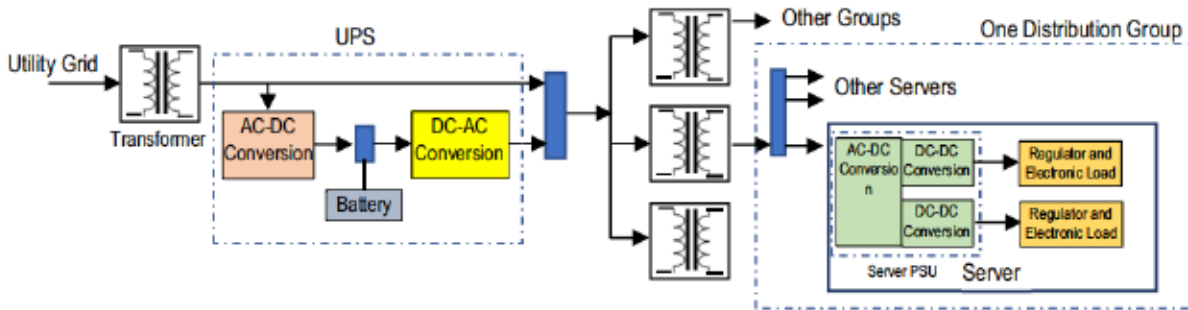 Utility Grid
Transformer
UPS
AC-DC
Conversion
Battery
DC-AC
Conversion
Other Groups
One Distribution Group
Other Servers
AC-DC
Conversio
n
DC-DC
Conversion
DC-DC
Conversion
Regulator and
Electronic Load
Regulator and
Electronic Load
Server PSU
Server